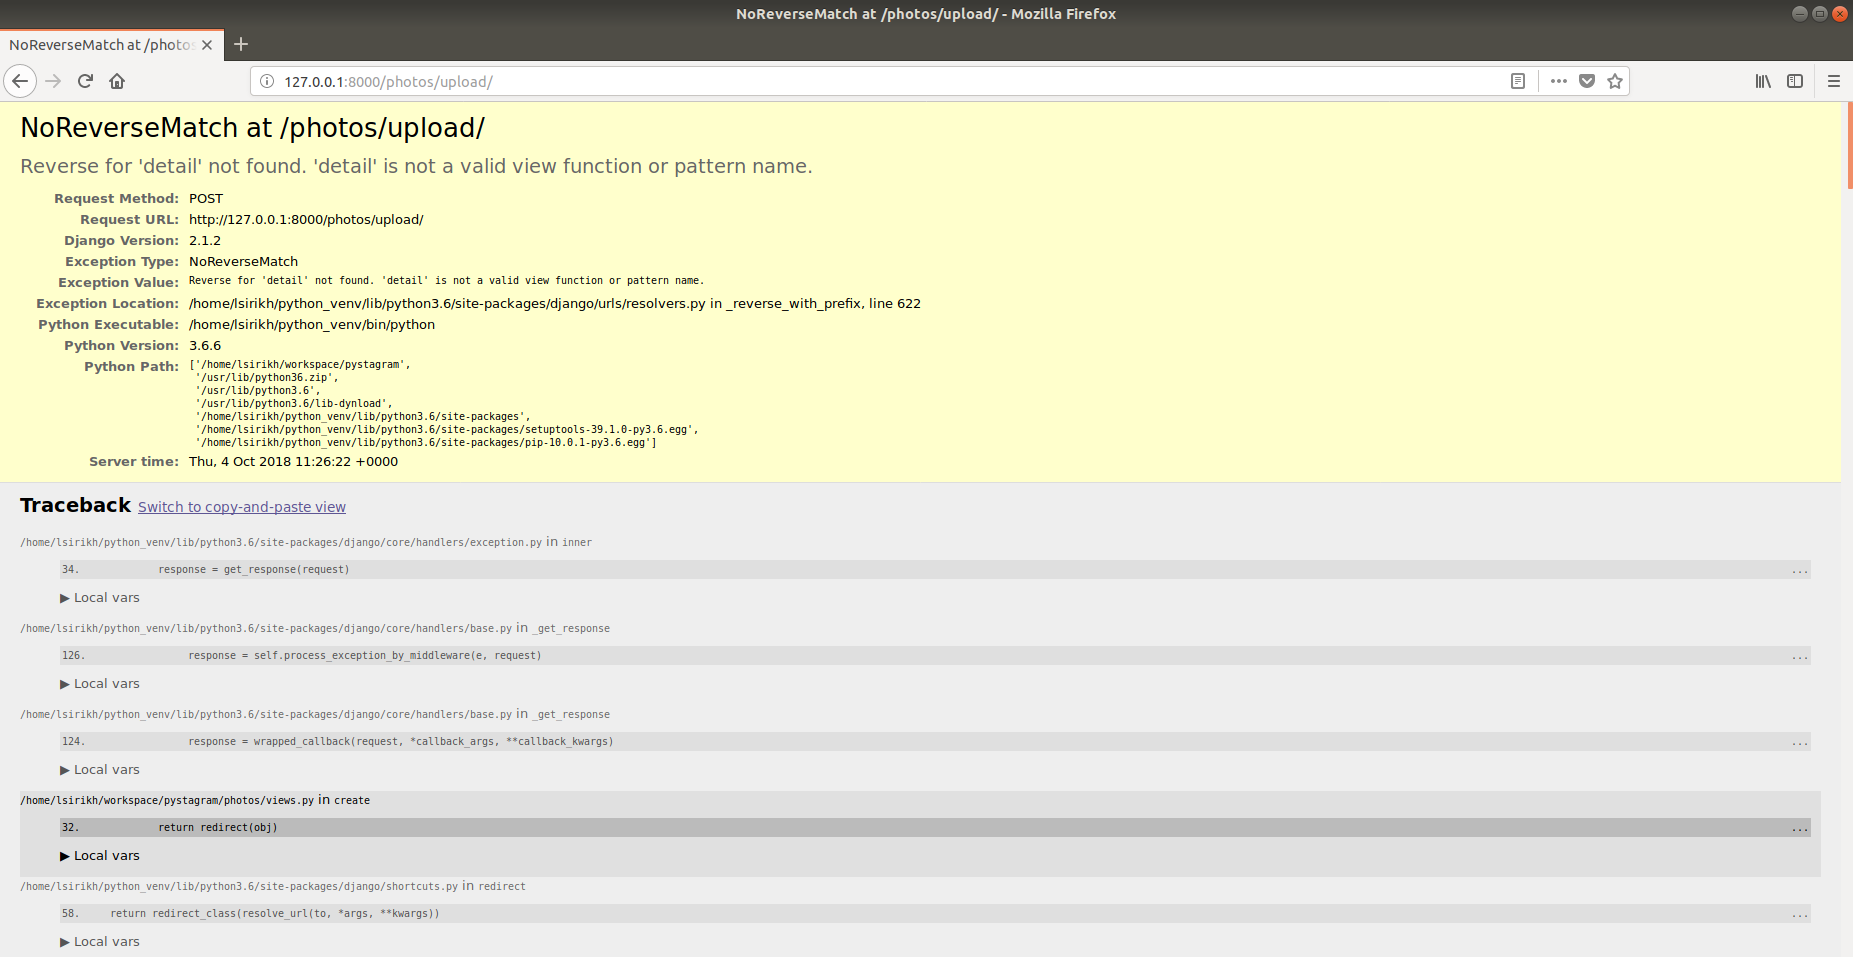 NoReverseMatch at /photos/upload/ - Mozilla Firefox
NoReverseMatch at /photos
127.0.0.1:8000/photos/upload/
NoReverseMatch at /photos/upload/
Reverse for 'detail' not found. 'detail' is not a valid view function or pattern name.
Request Method: POST
Request URL: http://127.0.0.1:8000/photos/upload/
Django Version: 2.1.2
Exception Type: NoReverseMatch
Exception Value: Reverse for 'detail' not found. 'detail' is not a valid view function or pattern name.
Exception Location: /home/lsirikh/python_venv/lib/python3.6/site-packages/django/urls/resolvers.py in _reverse_with_prefix, line 622
Python Executable: /home/lsirikh/python_venv/bin/python
Python Version: 3.6.6
Python Path: ['/home/lsirikh/workspace/pystagram',
'/usr/lib/python36.zip',
'/usr/lib/python3.6',
'/usr/lib/python3.6/lib-dynload',
'/home/lsirikh/python_venv/lib/python3.6/site-packages',
'/home/lsirikh/python_venv/lib/python3.6/site-packages/setuptools-39.1.0-py3.6.egg',
'/home/lsirikh/python_venv/lib/python3.6/site-packages/pip-10.0.1-py3.6.egg']
Server time: Thu, 4 Oct 2018 11:26:22 +0000
Traceback Switch to copy-and-paste view
/home/lsirikh/python_venv/lib/python3.6/site-packages/django/core/handlers/exception.py in inner
34. response = get_response(request) ...
▶ Local vars
/home/lsirikh/python_venv/lib/python3.6/site-packages/django/core/handlers/base.py in _get_response
126. response = self.process_exception_by_middleware(e, request) ...
▶ Local vars
/home/lsirikh/python_venv/lib/python3.6/site-packages/django/core/handlers/base.py in _get_response
124. response = wrapped_callback(request, *callback_args, **callback_kwargs) ...
▶ Local vars
/home/lsirikh/workspace/pystagram/photos/views.py in create
32. return redirect(obj) ...
▶ Local vars
/home/lsirikh/python_venv/lib/python3.6/site-packages/django/shortcuts.py in redirect
58. return redirect_class(resolve_url(to, *args, **kwargs)) ...
▶ Local vars